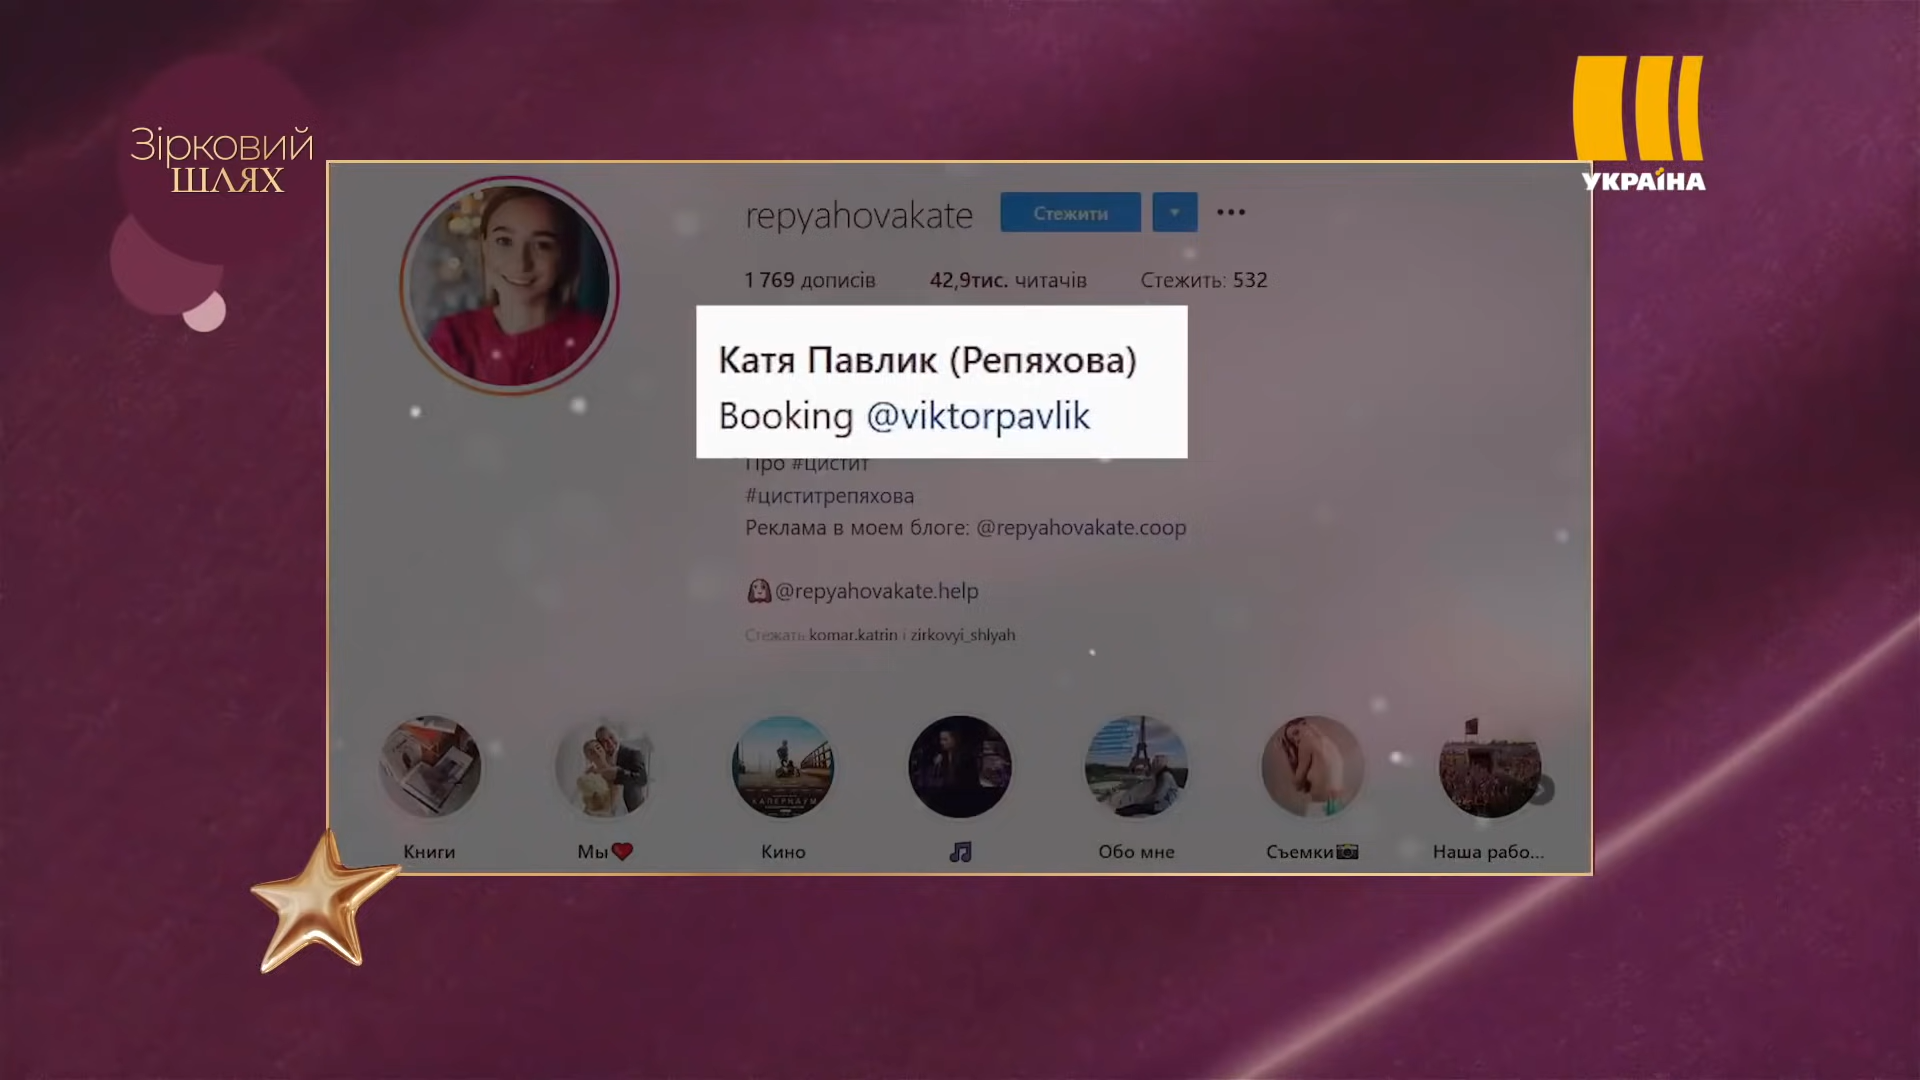 Зірковий
ШЛЯХ
УКРАЇНА
repyahovakate
Стежити
1 769 дописів
42,9тис. читачів
Стежить: 532
Катя Павлик (Репяхова)
Booking @viktorpavlik
Про #цистит
#циститрепяхова
Реклама в моем блоге: @repyahovakate.coop
@repyahovakate.help
Стежать komar.katrin і zirkovyi_shlyah
КАПЕРНАУМ
Книги
Мы❤️
Кино
🎵
Обо мне
Съемки📷
Наша рабо...